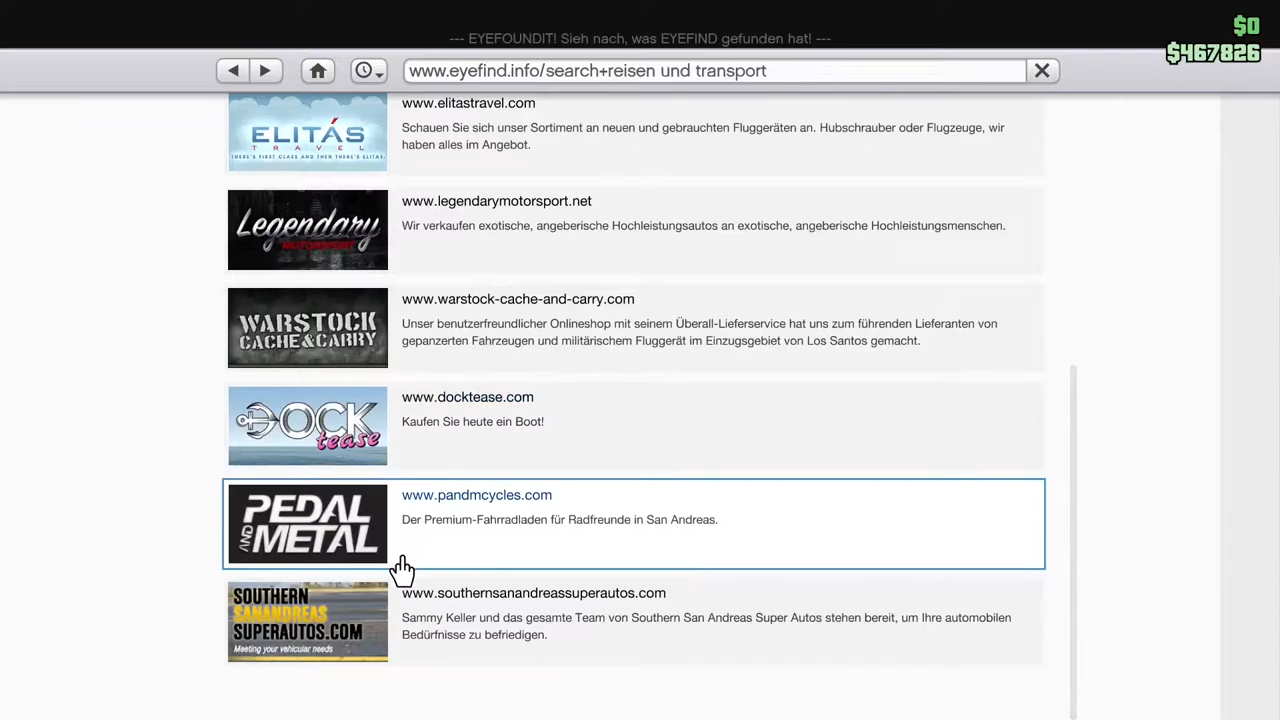 $0
$467826
--- EYEFOUNDIT! Sieh nach, was EYEFIND gefunden hat! ---
www.eyefind.info/search+reisen und transport
ELITÁS
TRAVEL
THERE'S FIRST CLASS AND THEN THERE'S ELITAS.
www.elitastravel.com
Schauen Sie sich unser Sortiment an neuen und gebrauchten Fluggeräten an. Hubschrauber oder Flugzeuge, wir
haben alles im Angebot.
Legendary
MOTORSPORT
www.legendarymotorsport.net
Wir verkaufen exotische, angeberische Hochleistungsautos an exotische, angeberische Hochleistungsmenschen.
WARSTOCK
CACHE&CARRY
www.warstock-cache-and-carry.com
Unser benutzerfreundlicher Onlineshop mit seinem Überall-Lieferservice hat uns zum führenden Lieferanten von
gepanzerten Fahrzeugen und militärischem Fluggerät im Einzugsgebiet von Los Santos gemacht.
DOCK
tease
www.docktease.com
Kaufen Sie heute ein Boot!
PEDAL
AND METAL
www.pandmcycles.com
Der Premium-Fahrradladen für Radfreunde in San Andreas.
SOUTHERN
SANANDREAS
SUPERAUTOS.COM
Meeting your vehicular needs
www.southernsanandreassuperautos.com
Sammy Keller und das gesamte Team von Southern San Andreas Super Autos stehen bereit, um Ihre automobilen
Bedürfnisse zu befriedigen.